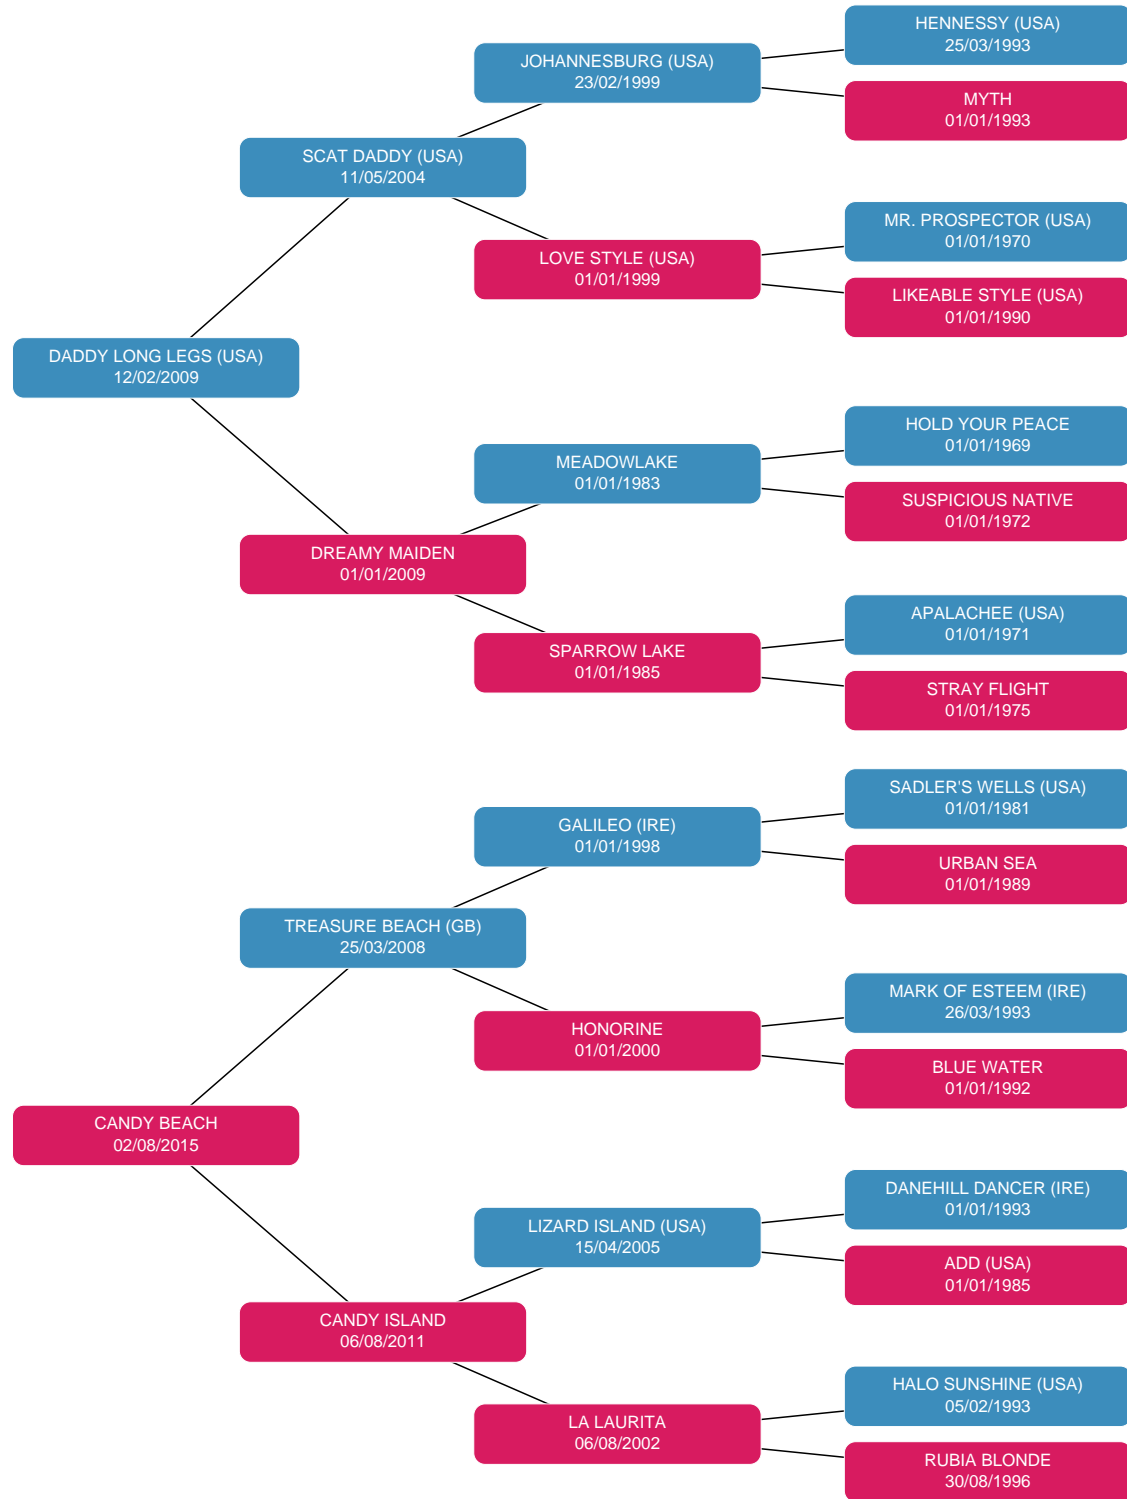 HENNESSY (USA)
25/03/1993
JOHANNESBURG (USA)
23/02/1999
MYTH
01/01/1993
SCAT DADDY (USA)
11/05/2004
MR. PROSPECTOR (USA)
01/01/1970
LOVE STYLE (USA)
01/01/1999
LIKEABLE STYLE (USA)
01/01/1990
DADDY LONG LEGS (USA)
12/02/2009
HOLD YOUR PEACE
01/01/1969
MEADOWLAKE
01/01/1983
SUSPICIOUS NATIVE
01/01/1972
DREAMY MAIDEN
01/01/2009
APALACHEE (USA)
01/01/1971
SPARROW LAKE
01/01/1985
STRAY FLIGHT
01/01/1975
SADLER'S WELLS (USA)
01/01/1981
GALILEO (IRE)
01/01/1998
URBAN SEA
01/01/1989
TREASURE BEACH (GB)
25/03/2008
MARK OF ESTEEM (IRE)
26/03/1993
HONORINE
01/01/2000
BLUE WATER
01/01/1992
CANDY BEACH
02/08/2015
DANEHILL DANCER (IRE)
01/01/1993
LIZARD ISLAND (USA)
15/04/2005
ADD (USA)
01/01/1985
CANDY ISLAND
06/08/2011
HALO SUNSHINE (USA)
05/02/1993
LA LAURITA
06/08/2002
RUBIA BLONDE
30/08/1996